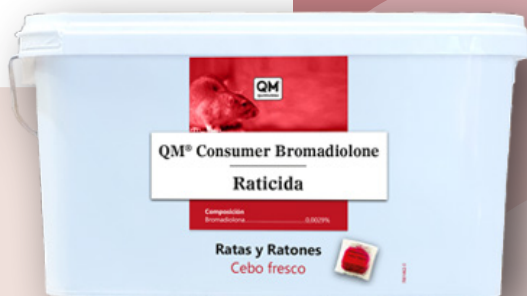 QM
QM® Consumer Bromadiolone
Raticida
Composición
Bromadiolona 0.0029%
Ratas y Ratones
Cebo fresco